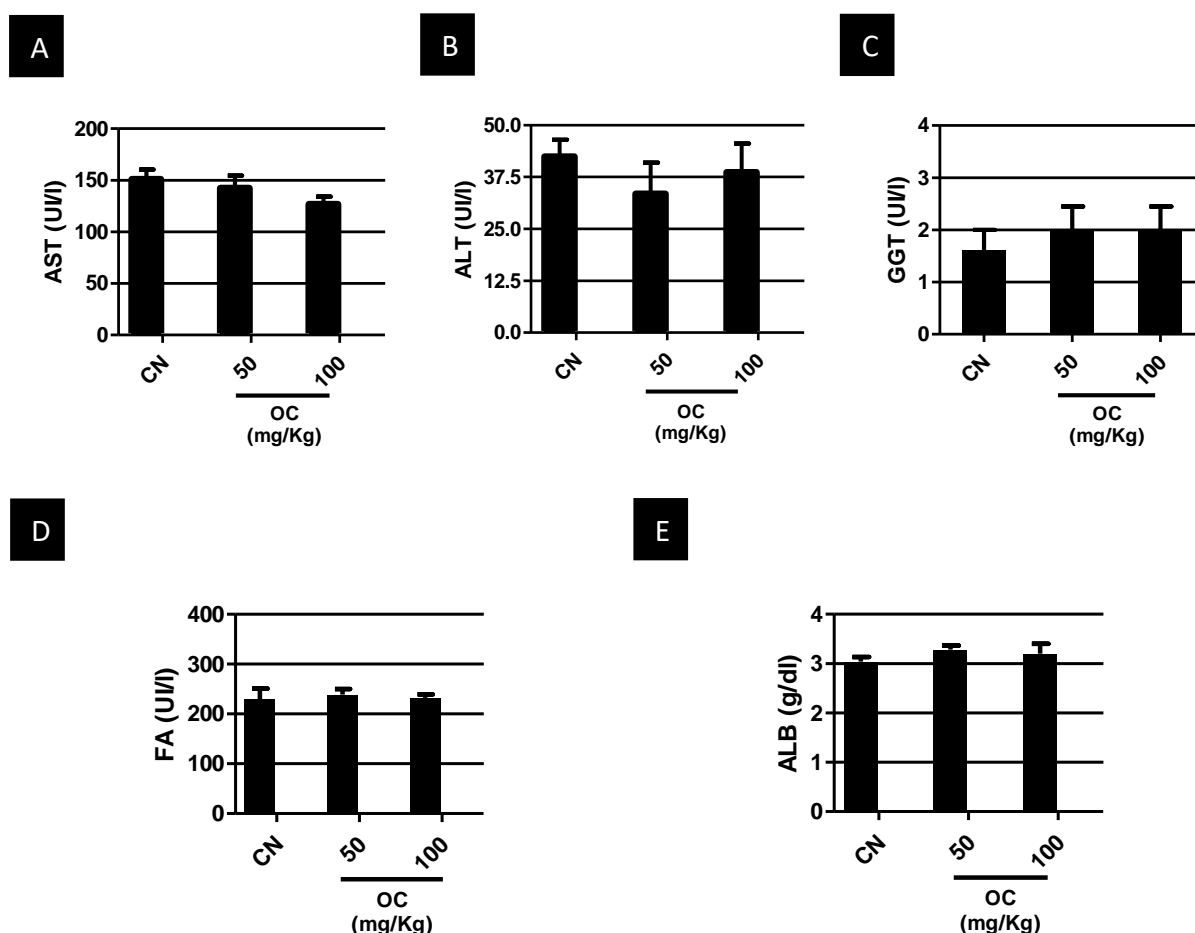 A
B
C
AST (UI/l)
200
150
100
50
0
CN
50
100
OC
(mg/Kg)
ALT (UI/l)
50.0
37.5
25.0
12.5
0.0
CN
50
100
OC
(mg/Kg)
GGT (UI/l)
4
3
2
1
0
CN
50
100
OC
(mg/Kg)
D
E
FA (UI/l)
400
300
200
100
0
CN
50
100
OC
(mg/Kg)
ALB (g/dl)
4
3
2
1
0
CN
50
100
OC
(mg/Kg)